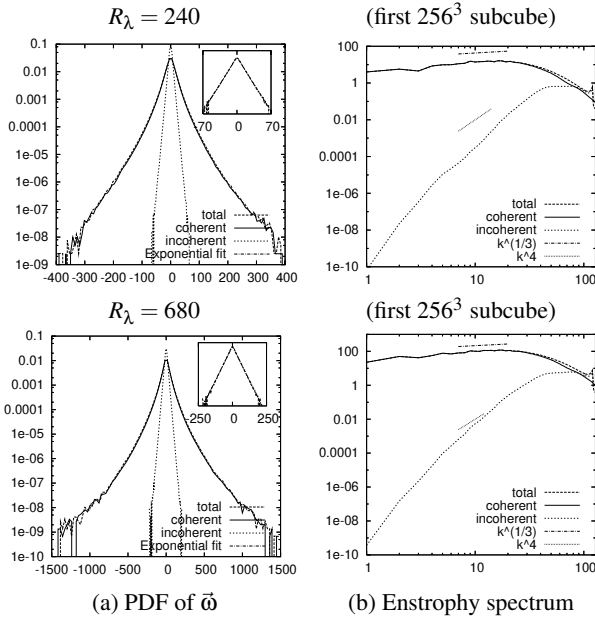 Rλ = 240
(first 256³ subcube)
0.1
0.01
0.001
0.0001
1e-05
1e-06
1e-07
1e-08
1e-09
-400 -300 -200 -100 0 100 200 300 400
70 0 70
total
coherent
incoherent
Exponential fit
100
1
0.01
0.0001
1e-06
1e-08
1e-10
1 10 100
total
coherent
incoherent
k^(1/3)
k^4
Rλ = 680
(first 256³ subcube)
0.1
0.01
0.001
0.0001
1e-05
1e-06
1e-07
1e-08
1e-09
1e-10
-1500 -1000 -500 0 500 1000 1500
-250 0 250
total
coherent
incoherent
Exponential fit
100
1
0.01
0.0001
1e-06
1e-08
1e-10
1 10 100
total
coherent
incoherent
k^(1/3)
k^4
(a) PDF of ω⃗
(b) Enstrophy spectrum